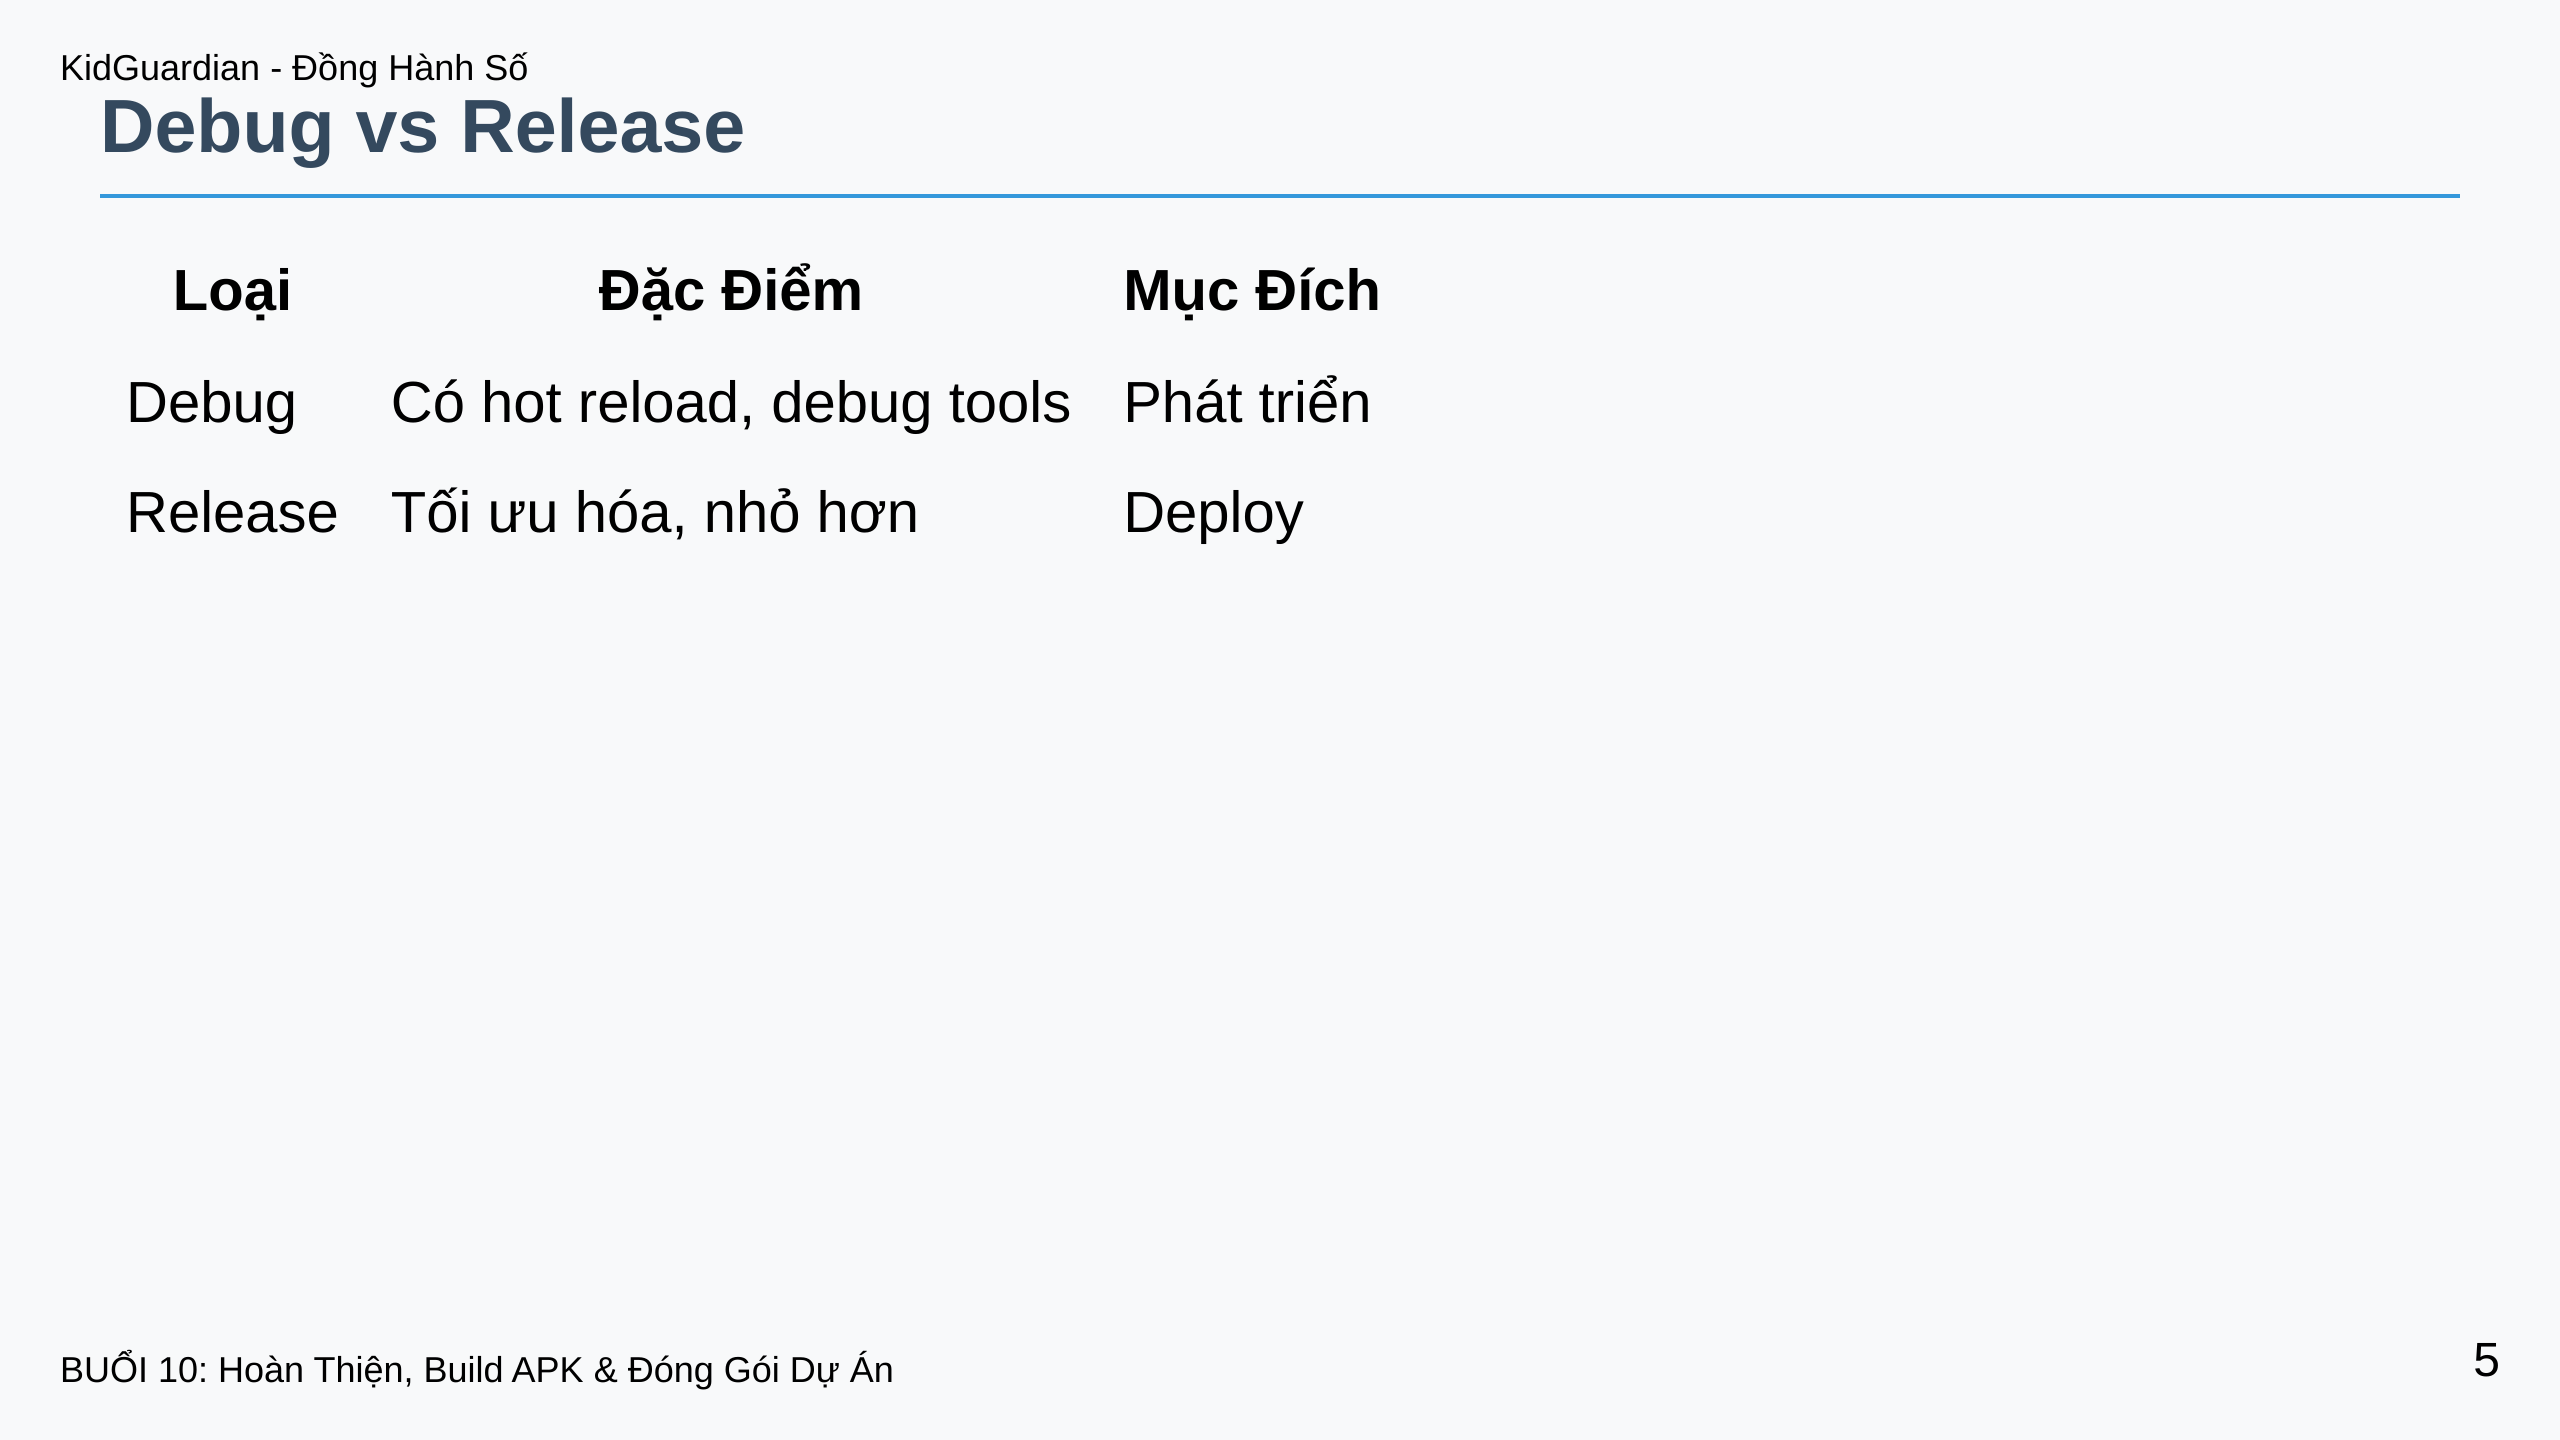 KidGuardian - Đồng Hành Số
Debug vs Release
Loại Đặc Điểm Mục Đích
Debug Có hot reload, debug tools Phát triển
Release Tối ưu hóa, nhỏ hơn Deploy
BUỔI 10: Hoàn Thiện, Build APK & Đóng Gói Dự Án
5